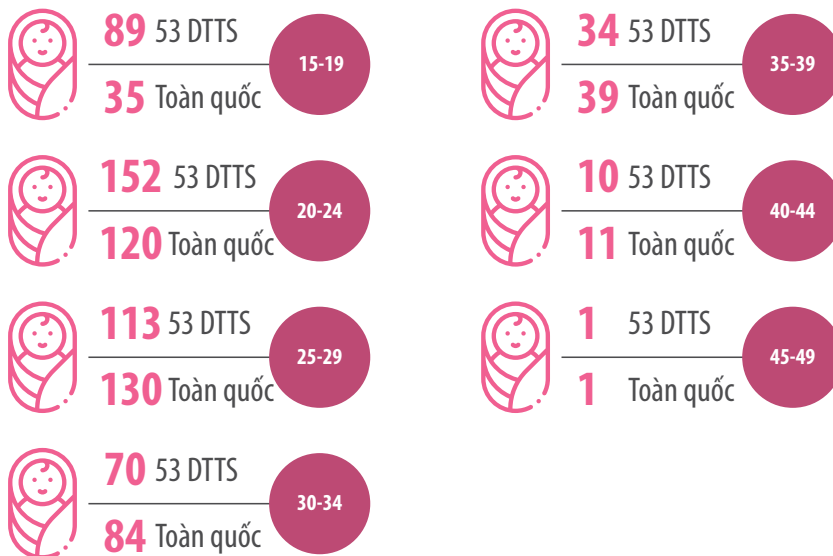 89 53 DTTS
15-19
35 Toàn quốc
152 53 DTTS
20-24
120 Toàn quốc
113 53 DTTS
25-29
130 Toàn quốc
70 53 DTTS
30-34
84 Toàn quốc
34 53 DTTS
35-39
39 Toàn quốc
10 53 DTTS
40-44
11 Toàn quốc
1 53 DTTS
45-49
1 Toàn quốc